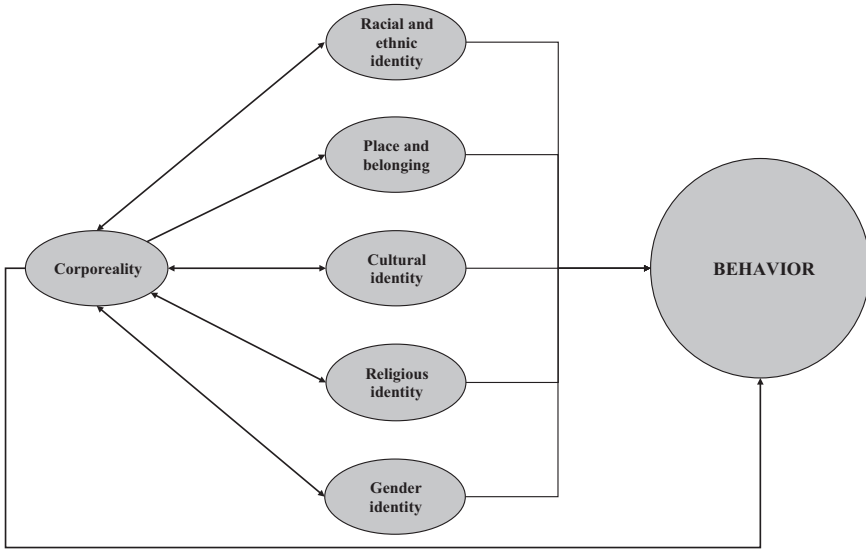 Racial and
ethnic
identity
Place and
belonging
Corporeality
Cultural
identity
BEHAVIOR
Religious
identity
Gender
identity